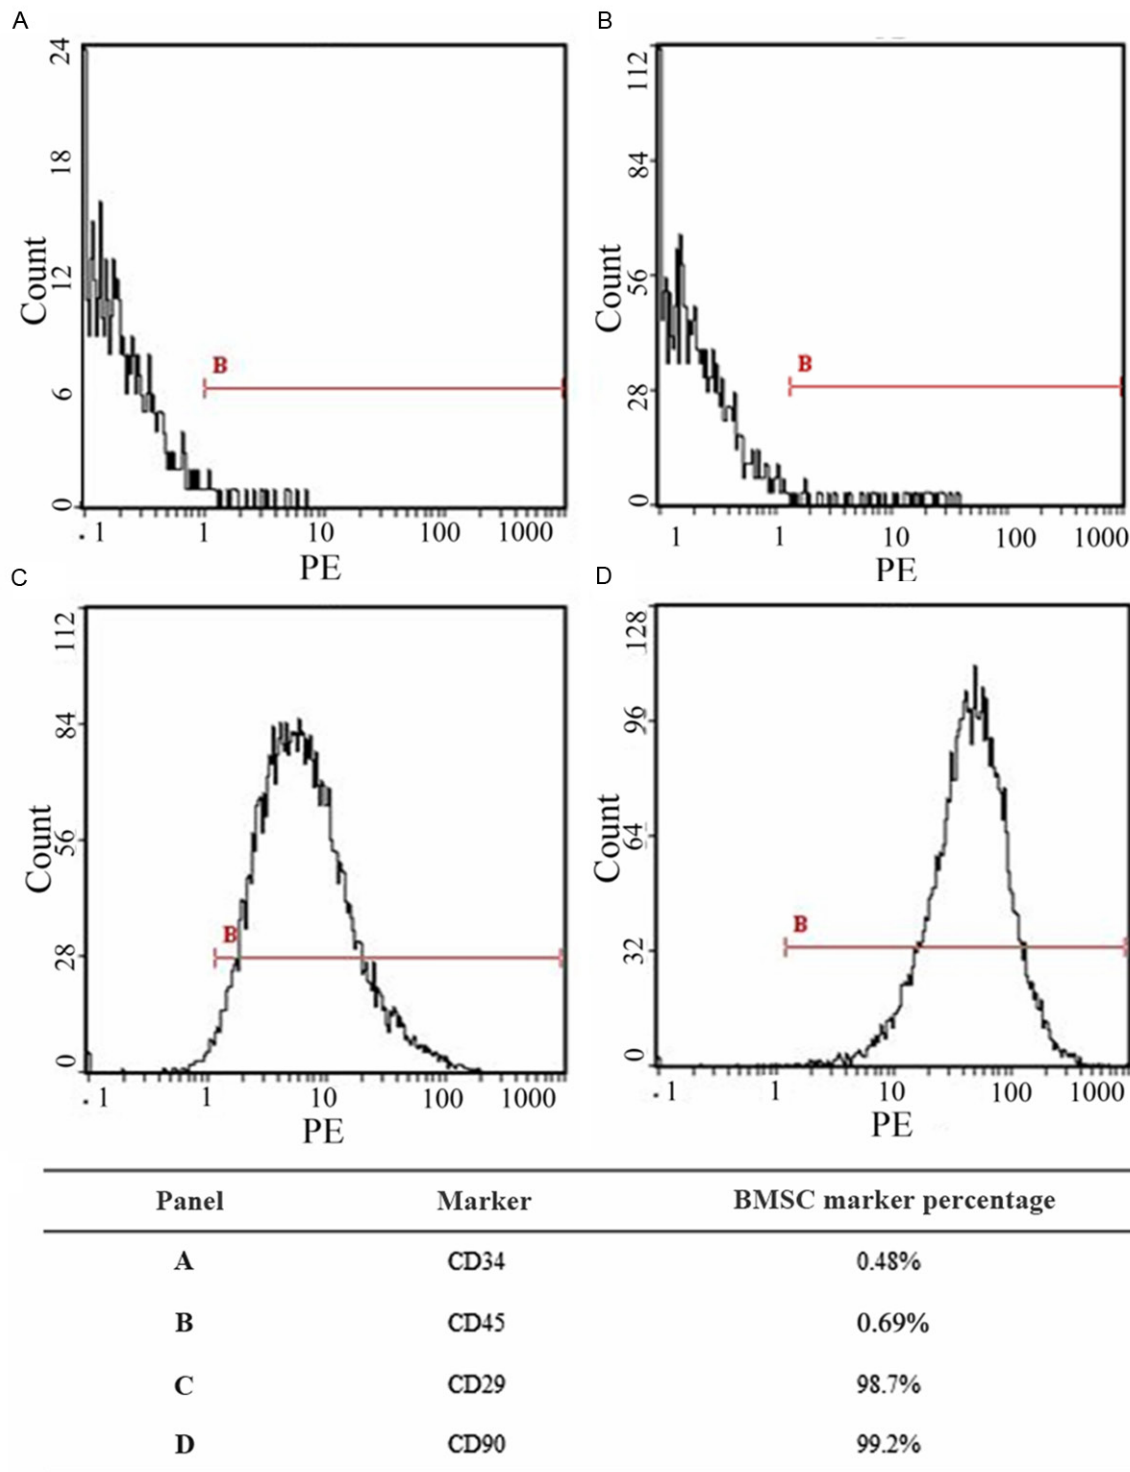 A
24
18
12
6
0
Count
B
.1 1 10 100 1000
PE
B
112
84
56
28
0
Count
B
1 1 10 100 1000
PE
C
112
84
56
28
0
Count
B
.1 1 10 100 1000
PE
D
128
96
64
32
0
Count
B
.1 1 10 100 1000
PE
Panel Marker BMSC marker percentage
A CD34 0.48%
B CD45 0.69%
C CD29 98.7%
D CD90 99.2%